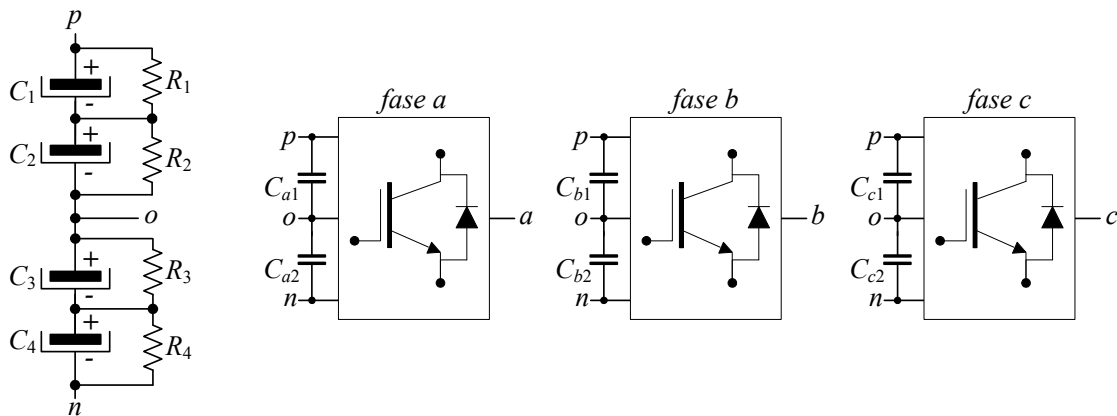 p
+
C1
-
R1
+
C2
-
R2
o
+
C3
-
R3
+
C4
-
R4
n
fase a
p
Ca1
o
a
Ca2
n
fase b
p
Cb1
o
b
Cb2
n
fase c
p
Cc1
o
c
Cc2
n